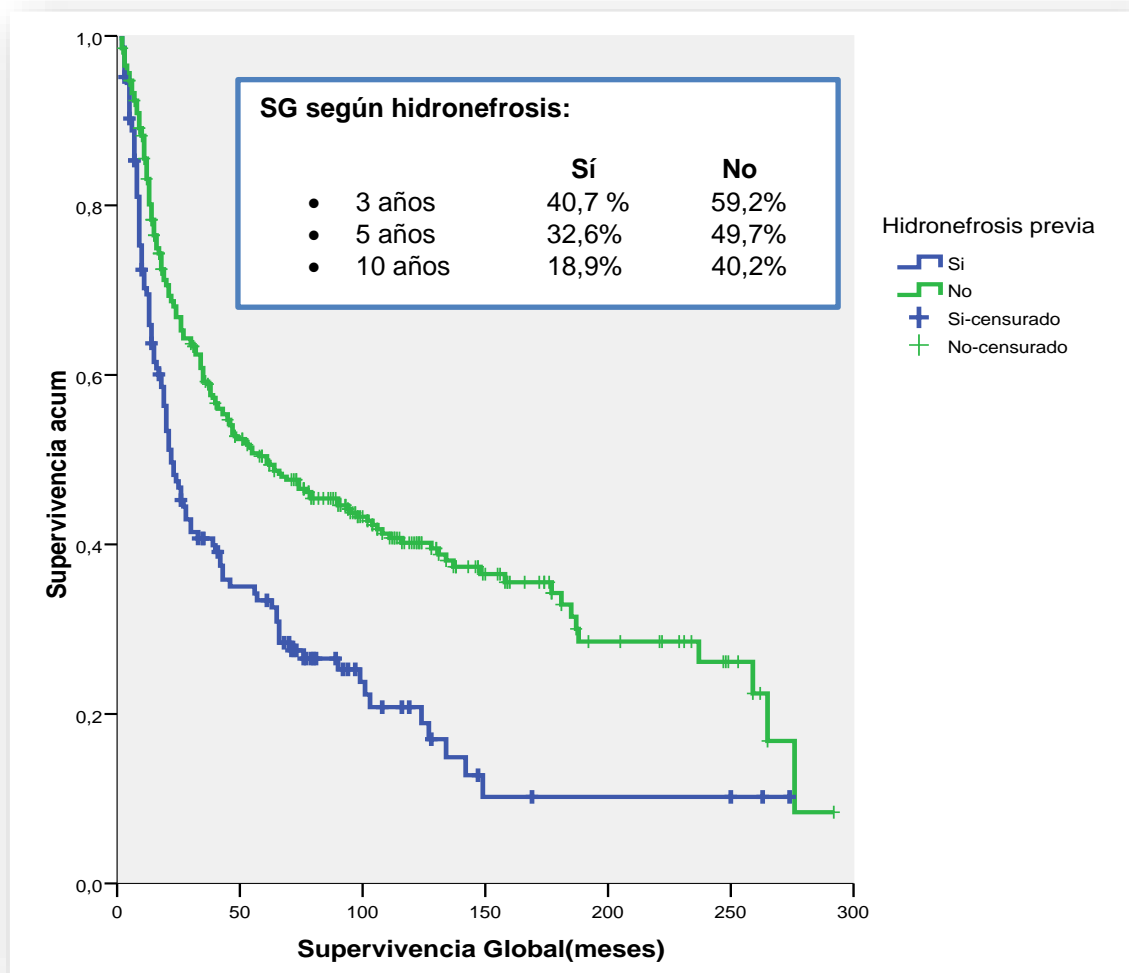 1,0
SG según hidronefrosis:
Sí No
• 3 años 40,7 % 59,2%
• 5 años 32,6% 49,7%
• 10 años 18,9% 40,2%
0,8
0,6
0,4
0,2
0,0
Supervivencia acum
Hidronefrosis previa
Si
No
Si-censurado
No-censurado
0 50 100 150 200 250 300
Supervivencia Global(meses)